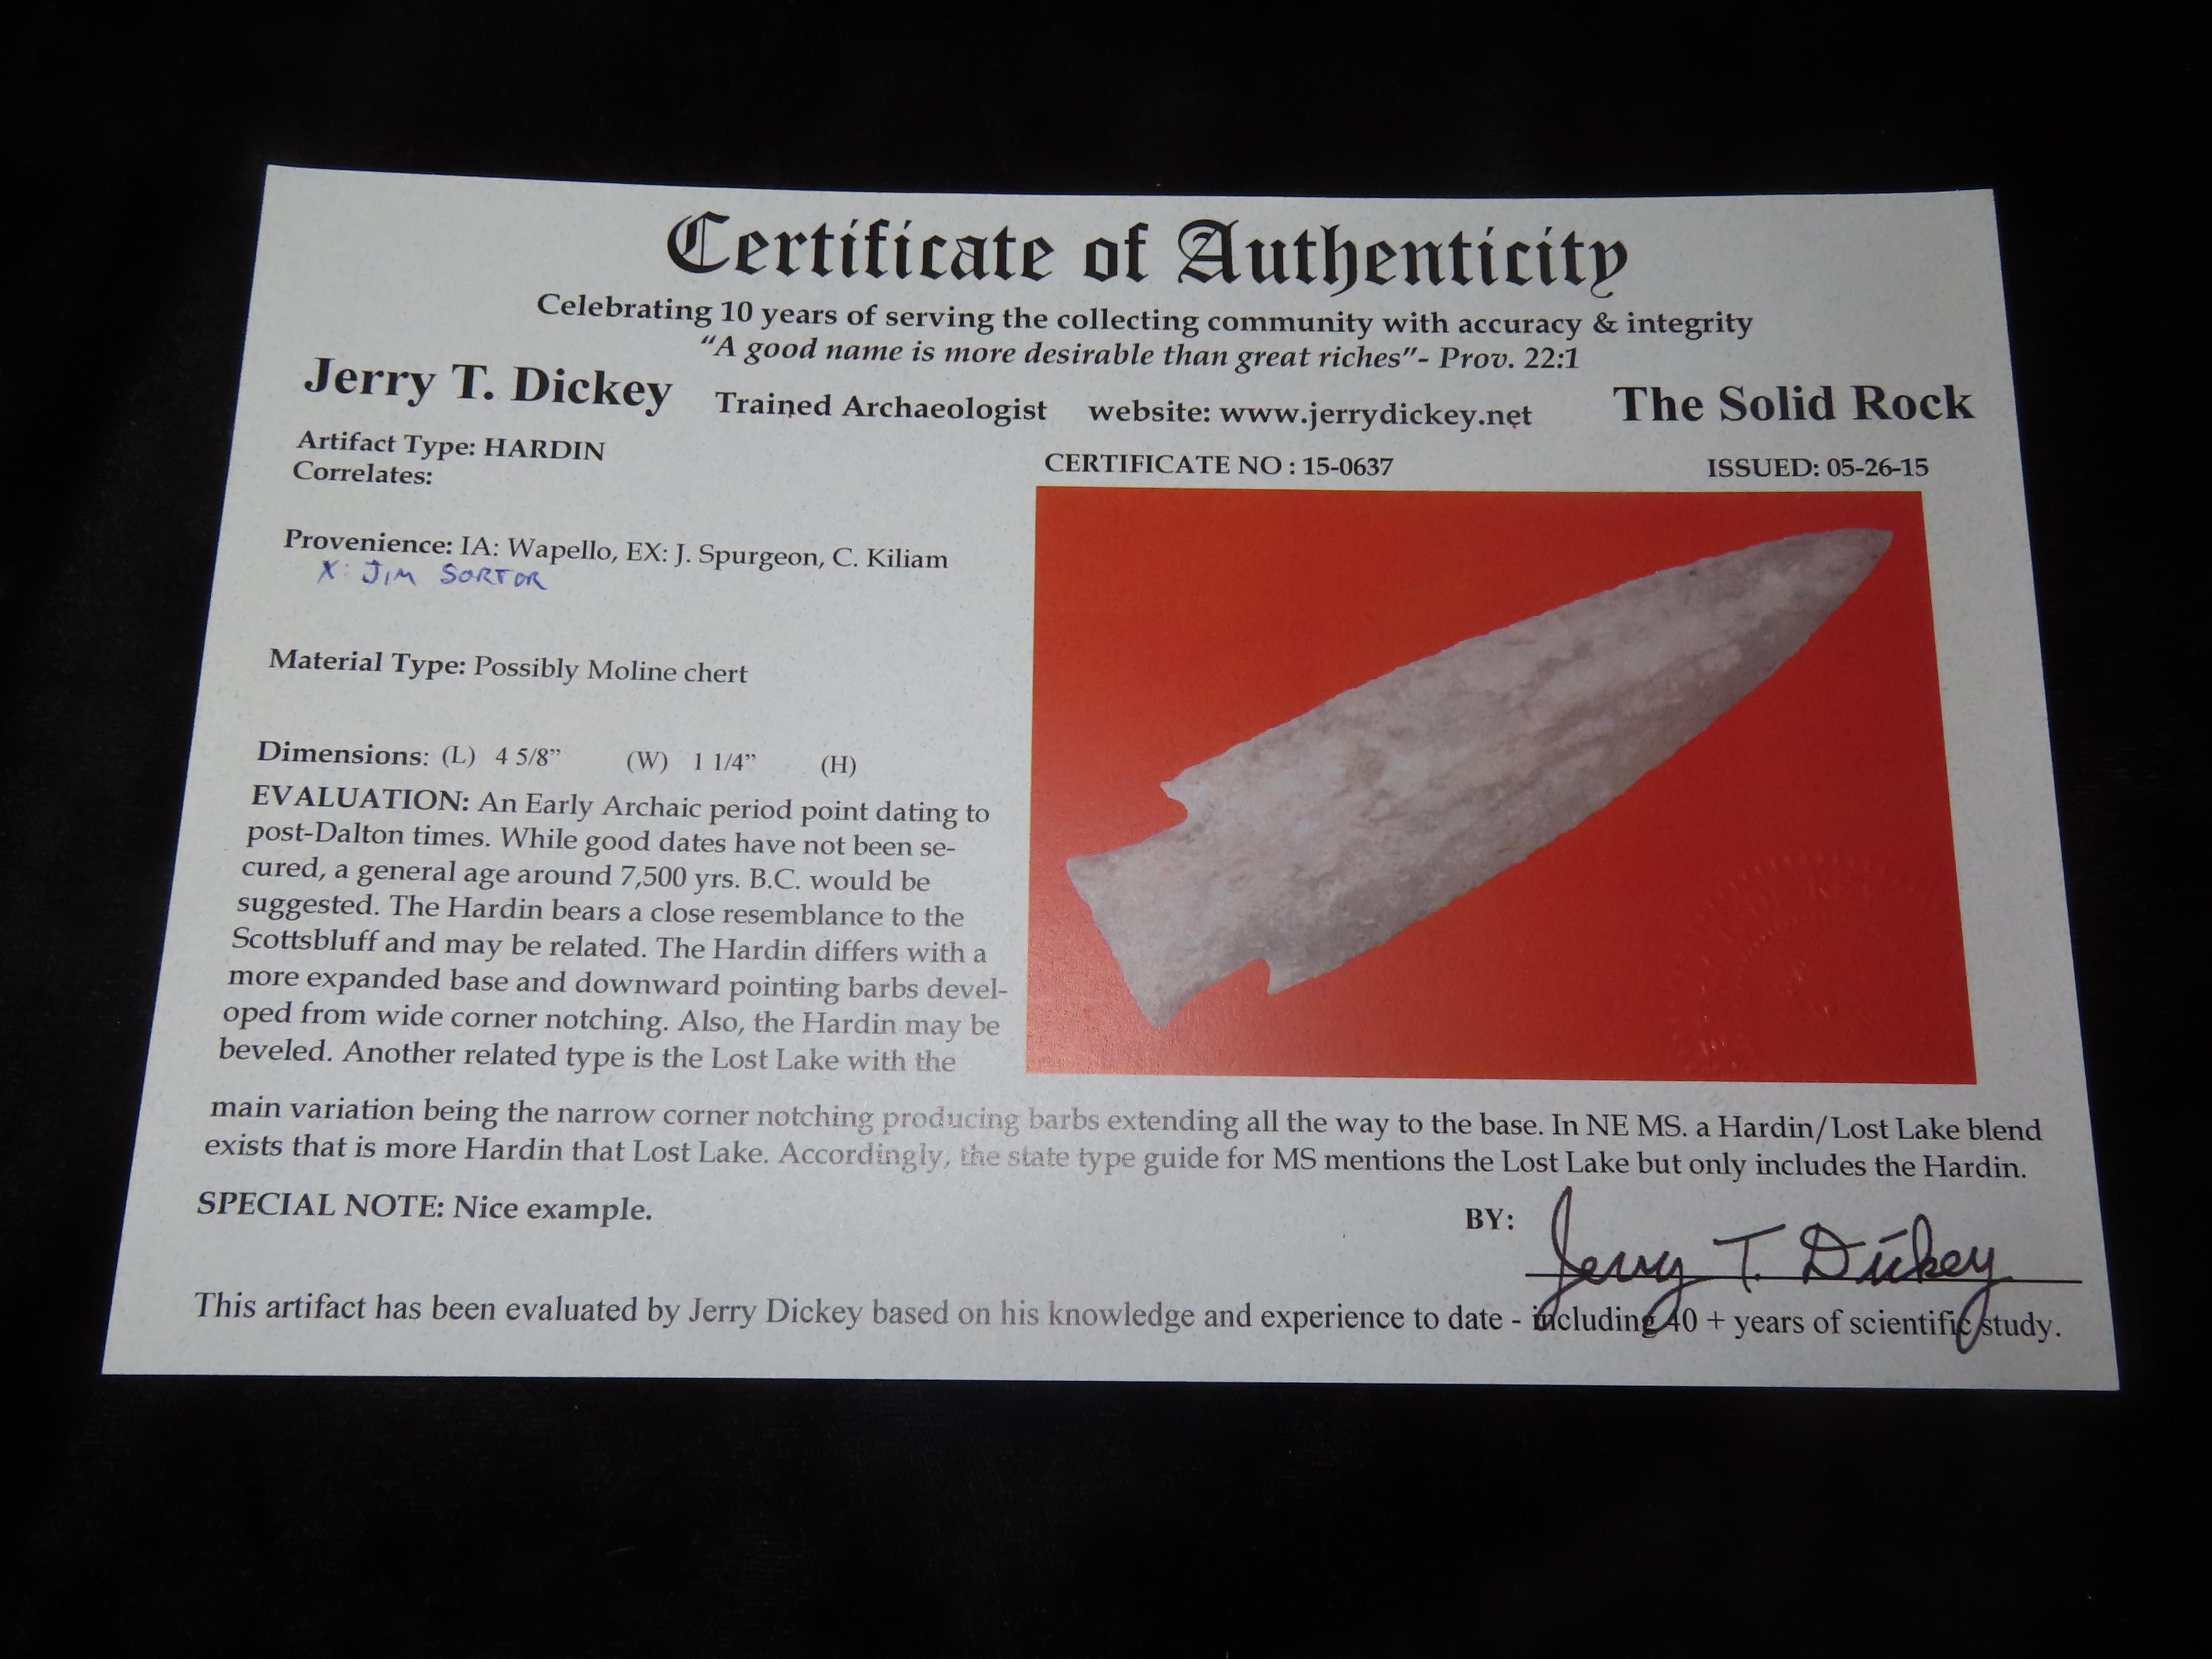 Certificate of Authenticity
Celebrating 10 years of serving the collecting community with accuracy & integrity
“A good name is more desirable than great riches”- Prov. 22:1
Jerry T. Dickey Trained Archaeologist website: www.jerrydickey.net The Solid Rock
Artifact Type: HARDIN
Correlates:
CERTIFICATE NO : 15-0637 ISSUED: 05-26-15
Provenience: IA: Wapello, EX: J. Spurgeon, C. Kiliam
X: JIM SORTOR
Material Type: Possibly Moline chert
Dimensions: (L) 4 5/8” (W) 1 1/4” (H)
EVALUATION: An Early Archaic period point dating to
post-Dalton times. While good dates have not been se-
cured, a general age around 7,500 yrs. B.C. would be
suggested. The Hardin bears a close resemblance to the
Scottsbluff and may be related. The Hardin differs with a
more expanded base and downward pointing barbs devel-
oped from wide corner notching. Also, the Hardin may be
beveled. Another related type is the Lost Lake with the
main variation being the narrow corner notching producing barbs extending all the way to the base. In NE MS. a Hardin/Lost Lake blend
exists that is more Hardin that Lost Lake. Accordingly, the state type guide for MS mentions the Lost Lake but only includes the Hardin.
SPECIAL NOTE: Nice example.
BY: Jerry T. Dickey
This artifact has been evaluated by Jerry Dickey based on his knowledge and experience to date - including 40 + years of scientific study.